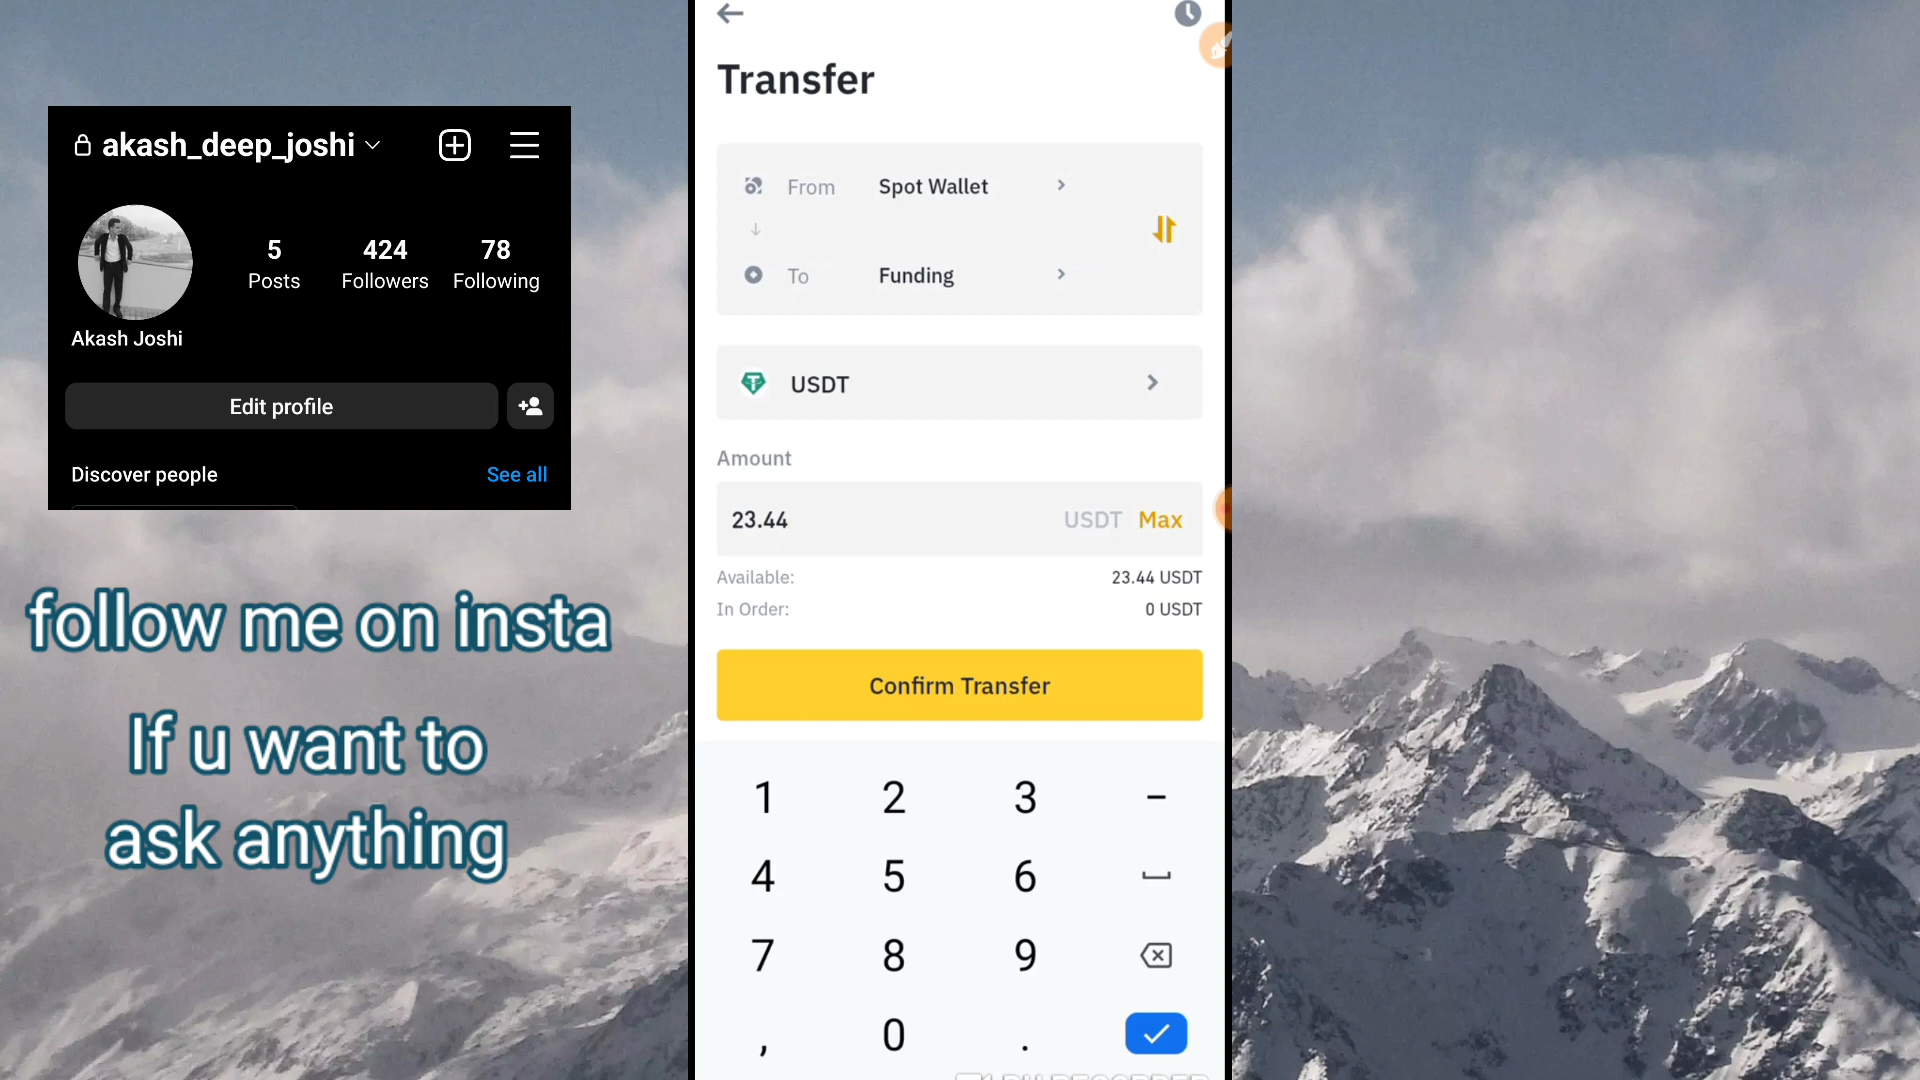 akash_deep_joshi
5 424 78
Posts Followers Following
Akash Joshi
Edit profile
Discover people See all
follow me on insta
If u want to
ask anything
Transfer
From Spot Wallet
To Funding
USDT
Amount
23.44 USDT Max
Available: 23.44 USDT
In Order: 0 USDT
Confirm Transfer
1 2 3 -
4 5 6
7 8 9
, 0 .